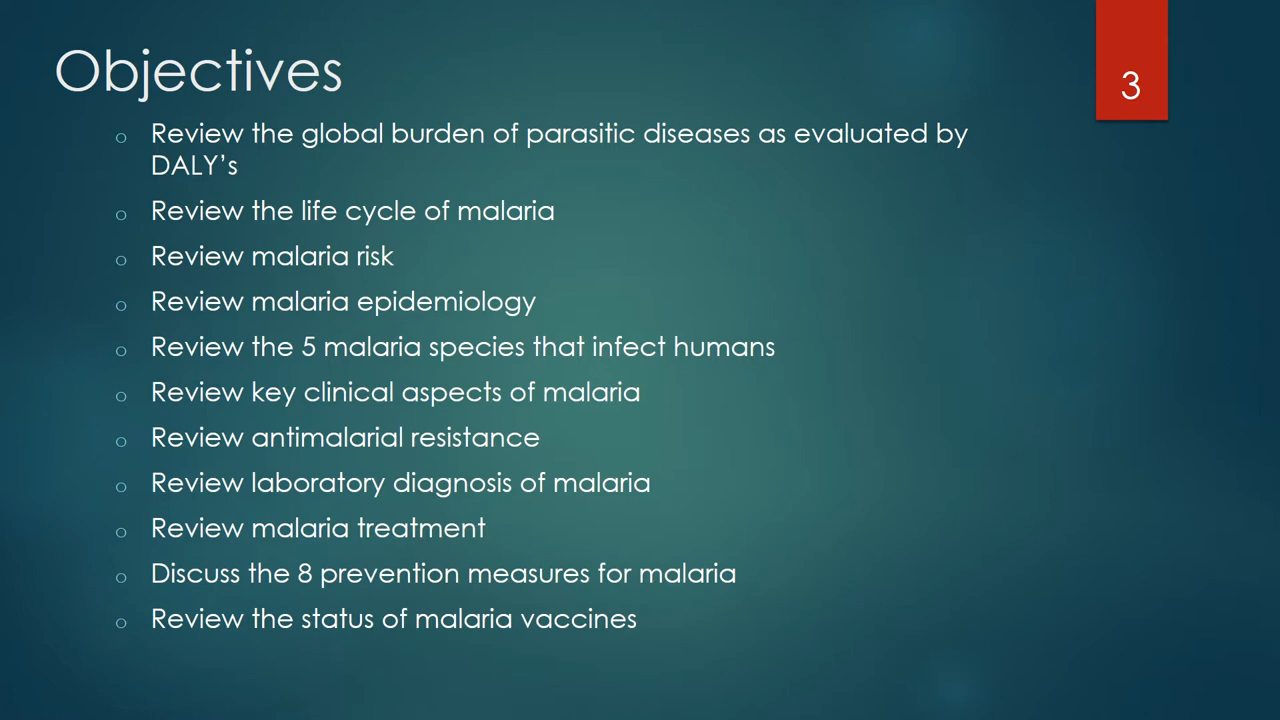 Objectives
3
o Review the global burden of parasitic diseases as evaluated by
DALY’s
o Review the life cycle of malaria
o Review malaria risk
o Review malaria epidemiology
o Review the 5 malaria species that infect humans
o Review key clinical aspects of malaria
o Review antimalarial resistance
o Review laboratory diagnosis of malaria
o Review malaria treatment
o Discuss the 8 prevention measures for malaria
o Review the status of malaria vaccines